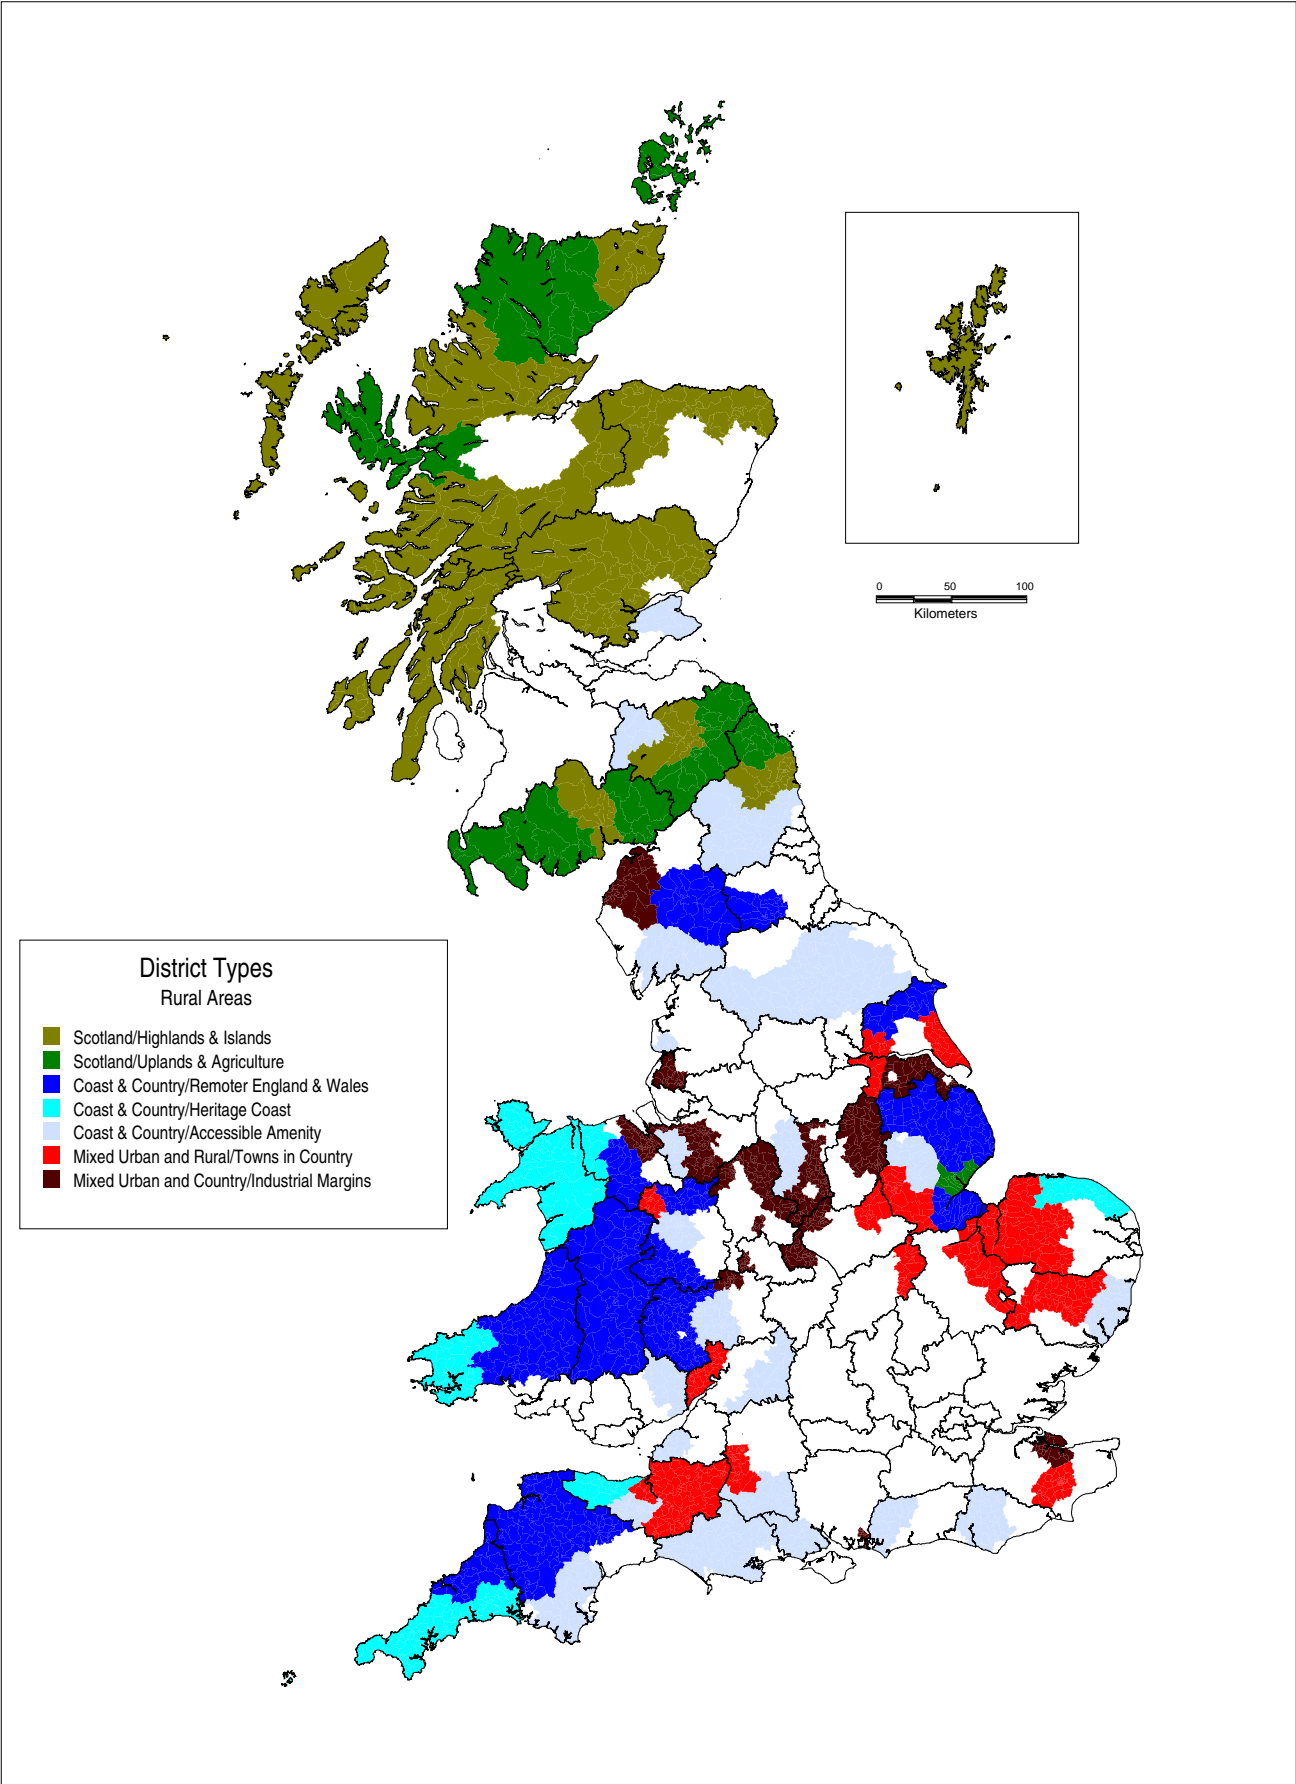 0 50 100
Kilometers
District Types
Rural Areas
Scotland/Highlands & Islands
Scotland/Uplands & Agriculture
Coast & Country/Remoter England & Wales
Coast & Country/Heritage Coast
Coast & Country/Accessible Amenity
Mixed Urban and Rural/Towns in Country
Mixed Urban and Country/Industrial Margins